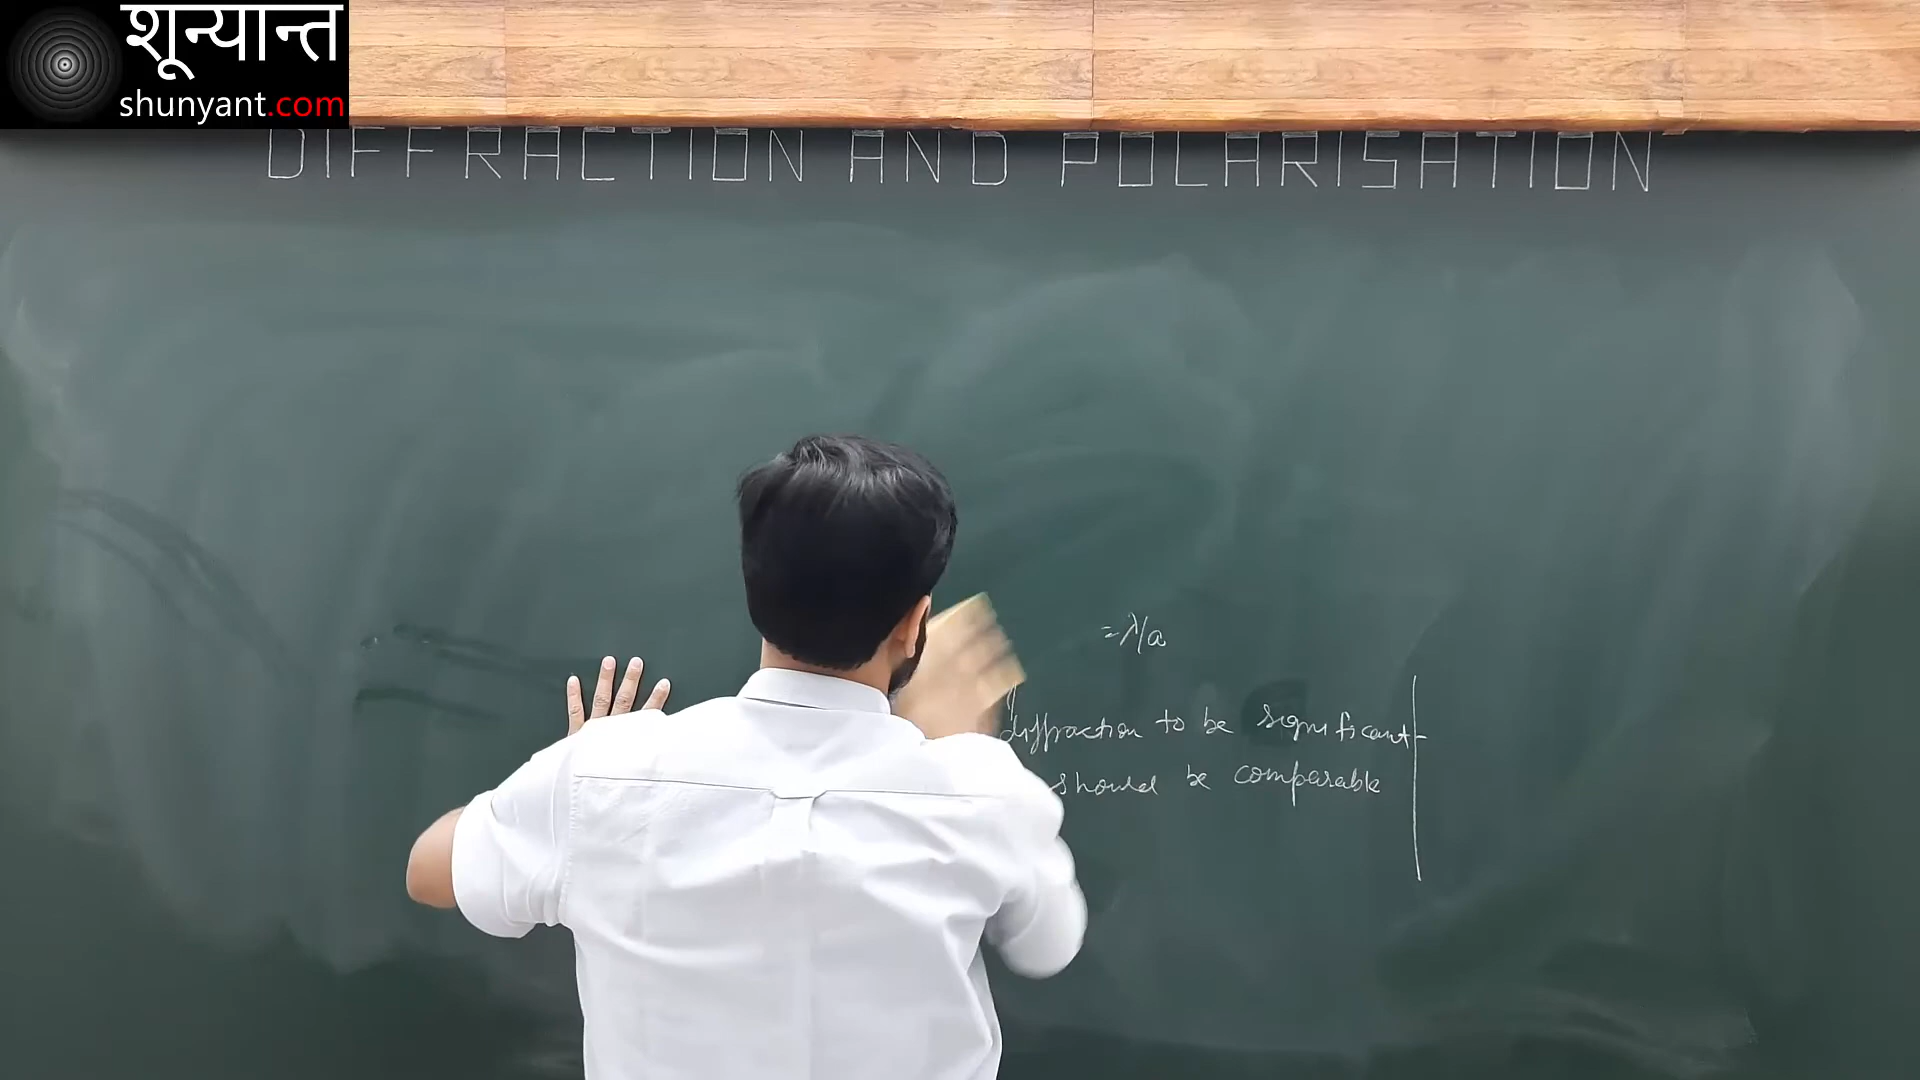 शून्यान्त
shunyant.com
DIFFRACTION AND POLARISATION
= λ/a
diffraction to be significant
should be comparable